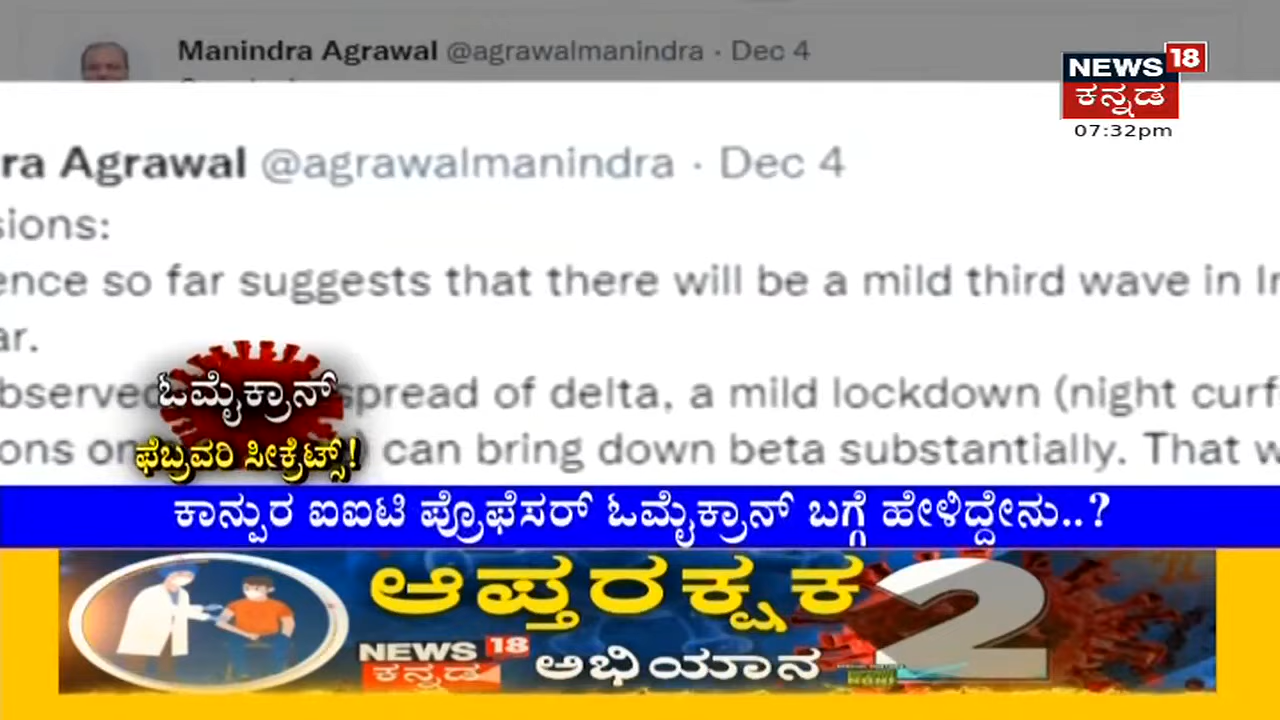 Manindra Agrawal @agrawalmanindra · Dec 4
NEWS 18
ಕನ್ನಡ
07:32pm
ra Agrawal @agrawalmanindra · Dec 4
sions:
ence so far suggests that there will be a mild third wave in In
ar.
bserved spread of delta, a mild lockdown (night curf
ons on can bring down beta substantially. That w
ಓಮೈಕ್ರಾನ್
ಫೆಬ್ರವರಿ ಸೀಕ್ರೆಟ್ಸ್!
ಕಾನ್ಪುರ ಐಐಟಿ ಪ್ರೊಫೆಸರ್ ಓಮೈಕ್ರಾನ್ ಬಗ್ಗೆ ಹೇಳಿದ್ದೇನು..?
ಆಪ್ತರಕ್ಷಕ 2
NEWS 18
ಕನ್ನಡ
ಅಭಿಯಾನ